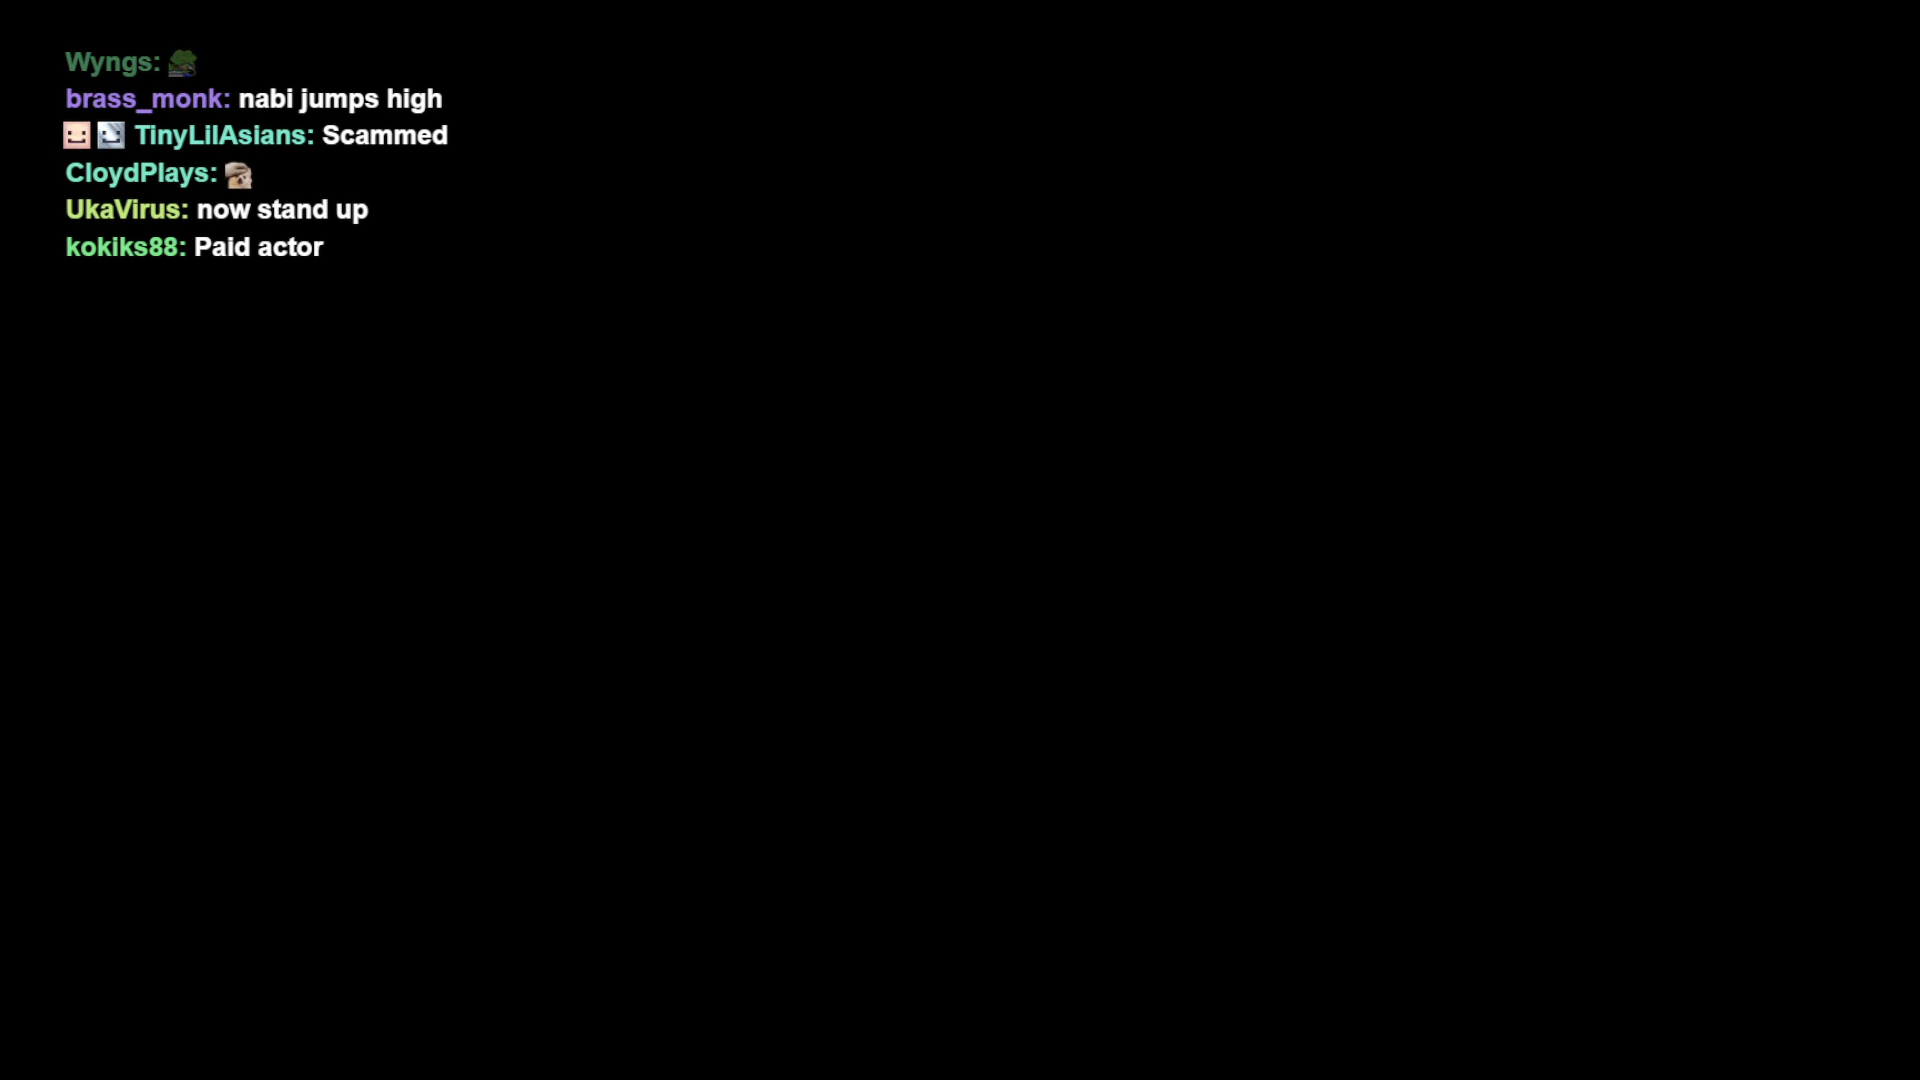 Wyngs:
brass_monk: nabi jumps high
TinyLilAsians: Scammed
CloydPlays:
UkaVirus: now stand up
kokiks88: Paid actor